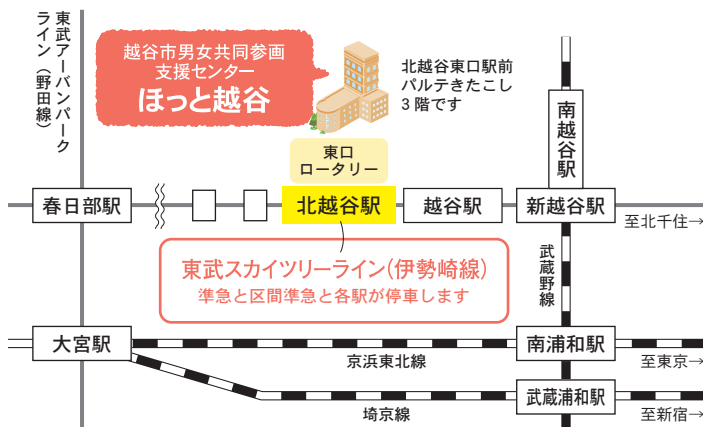 東武アーバンパーク
ライン（野田線）
越谷市男女共同参画
支援センター
ほっと越谷
北越谷東口駅前
パルテきたこし
3階です
南越谷駅
東口
ロータリー
春日部駅
北越谷駅
越谷駅
新越谷駅
至北千住→
東武スカイツリーライン(伊勢崎線)
準急と区間準急と各駅が停車します
武蔵野線
大宮駅
京浜東北線
南浦和駅
至東京→
埼京線
武蔵浦和駅
至新宿→